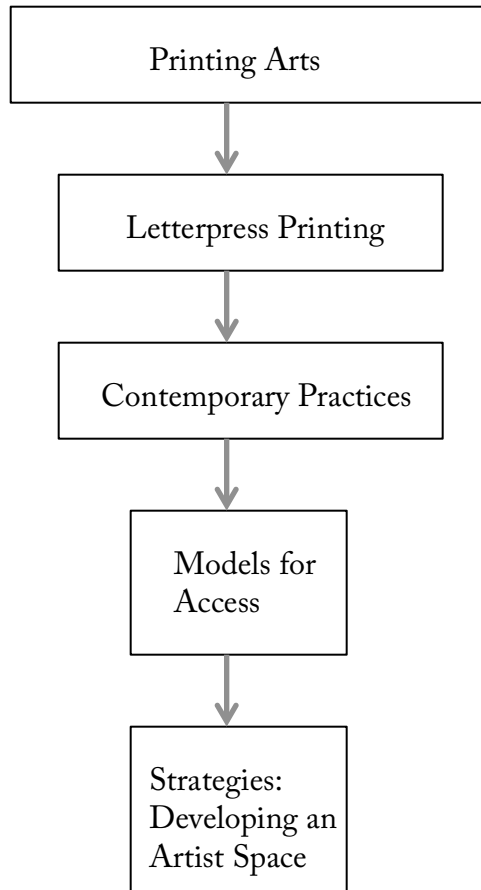 Printing Arts
Letterpress Printing
Contemporary Practices
Models for
Access
Strategies:
Developing an
Artist Space